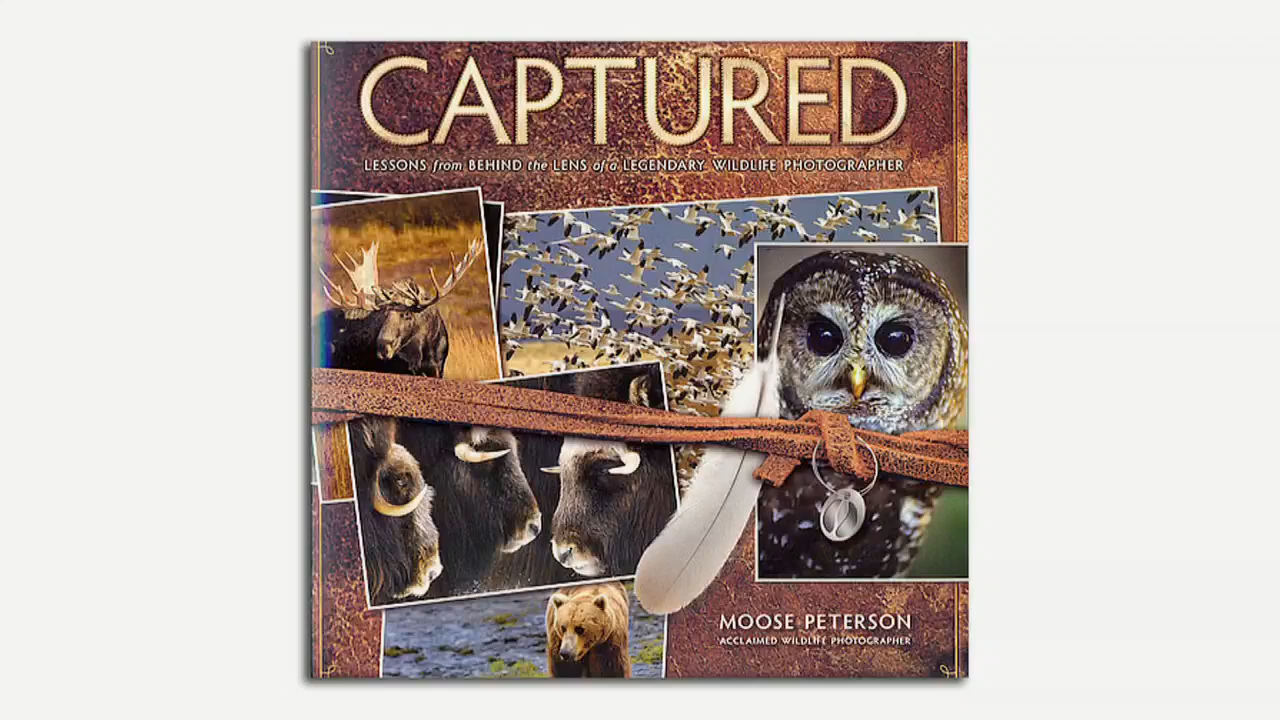 CAPTURED
LESSONS from BEHIND the LENS of a LEGENDARY WILDLIFE PHOTOGRAPHER
MOOSE PETERSON
ACCLAIMED WILDLIFE PHOTOGRAPHER